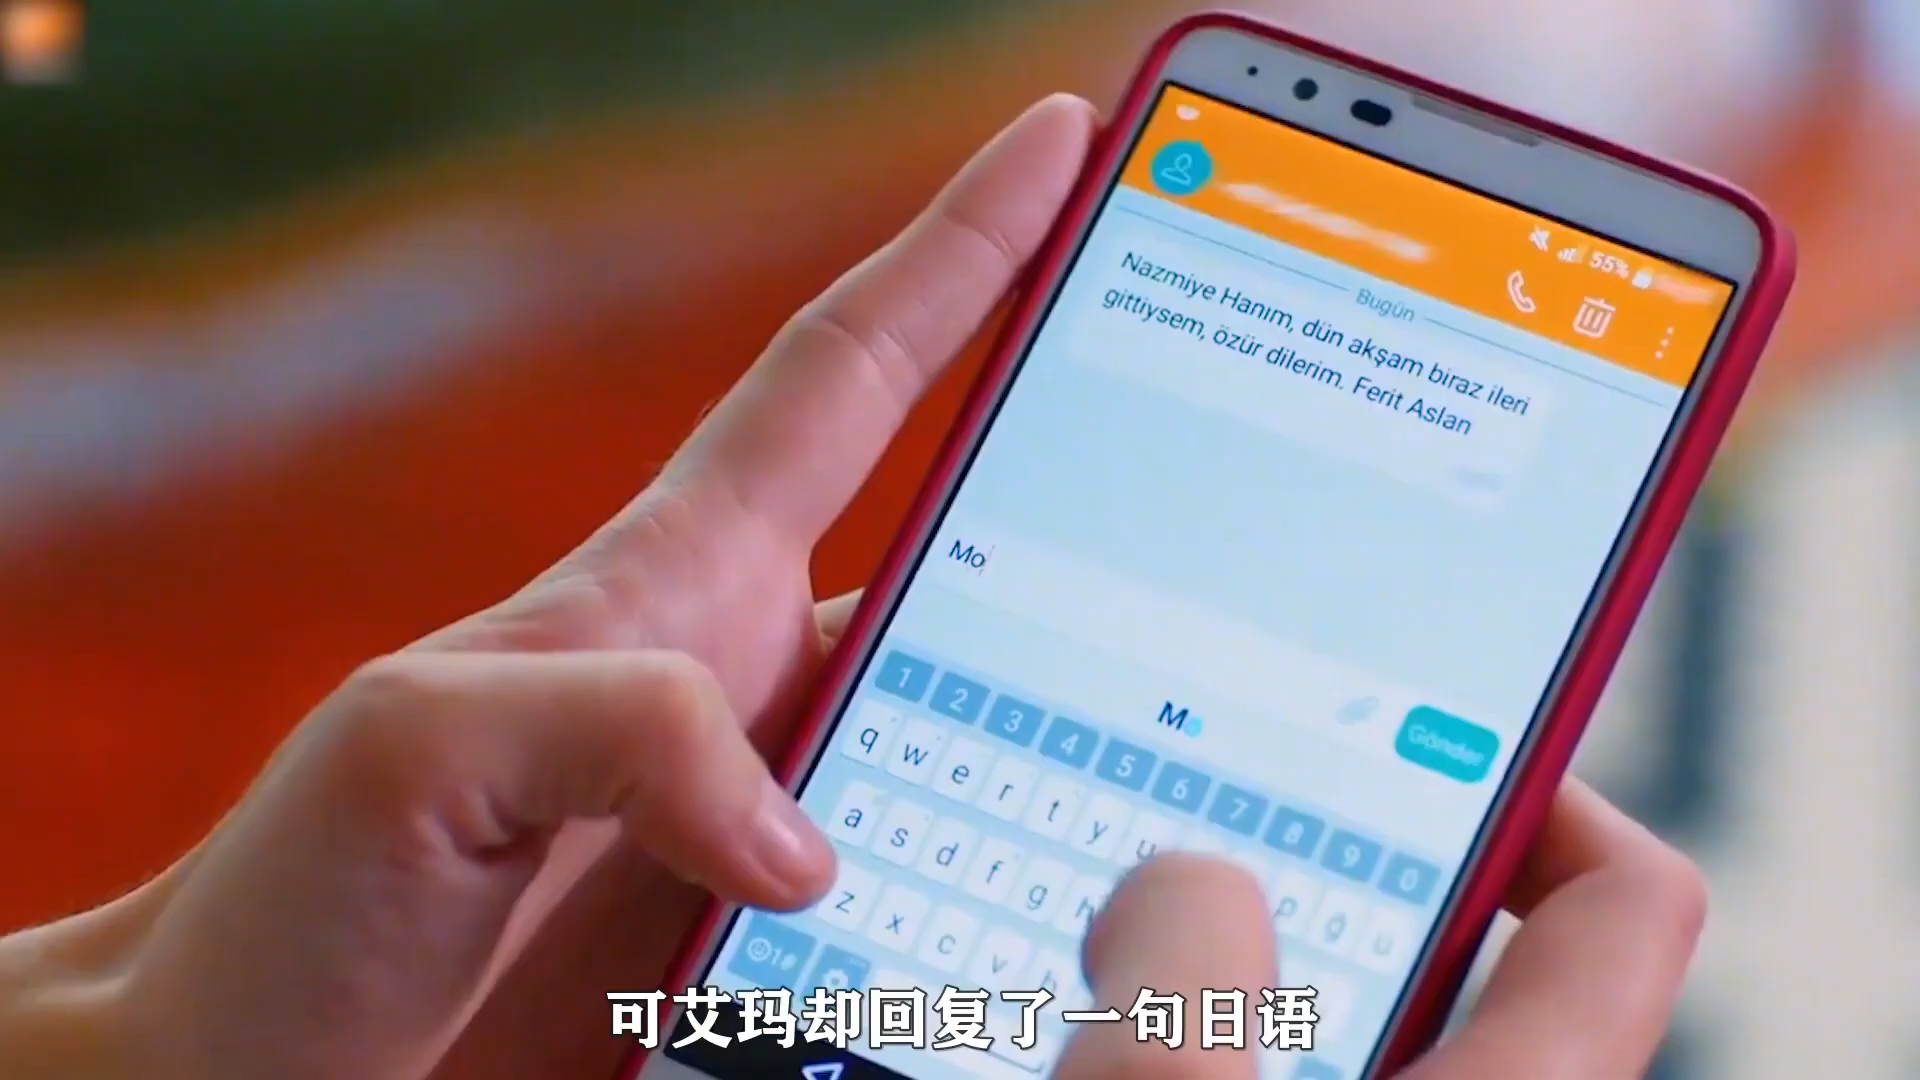 55%
Bugün
Nazmiye Hanım, dün akşam biraz ileri
gittiysem, özür dilerim. Ferit Aslan
Mo
Mo
Gönder
1 2 3 4 5 6 7 8 9 0
q w e r t y u p ğ ü
a s d f g h
z x c v b
可艾玛却回复了一句日语